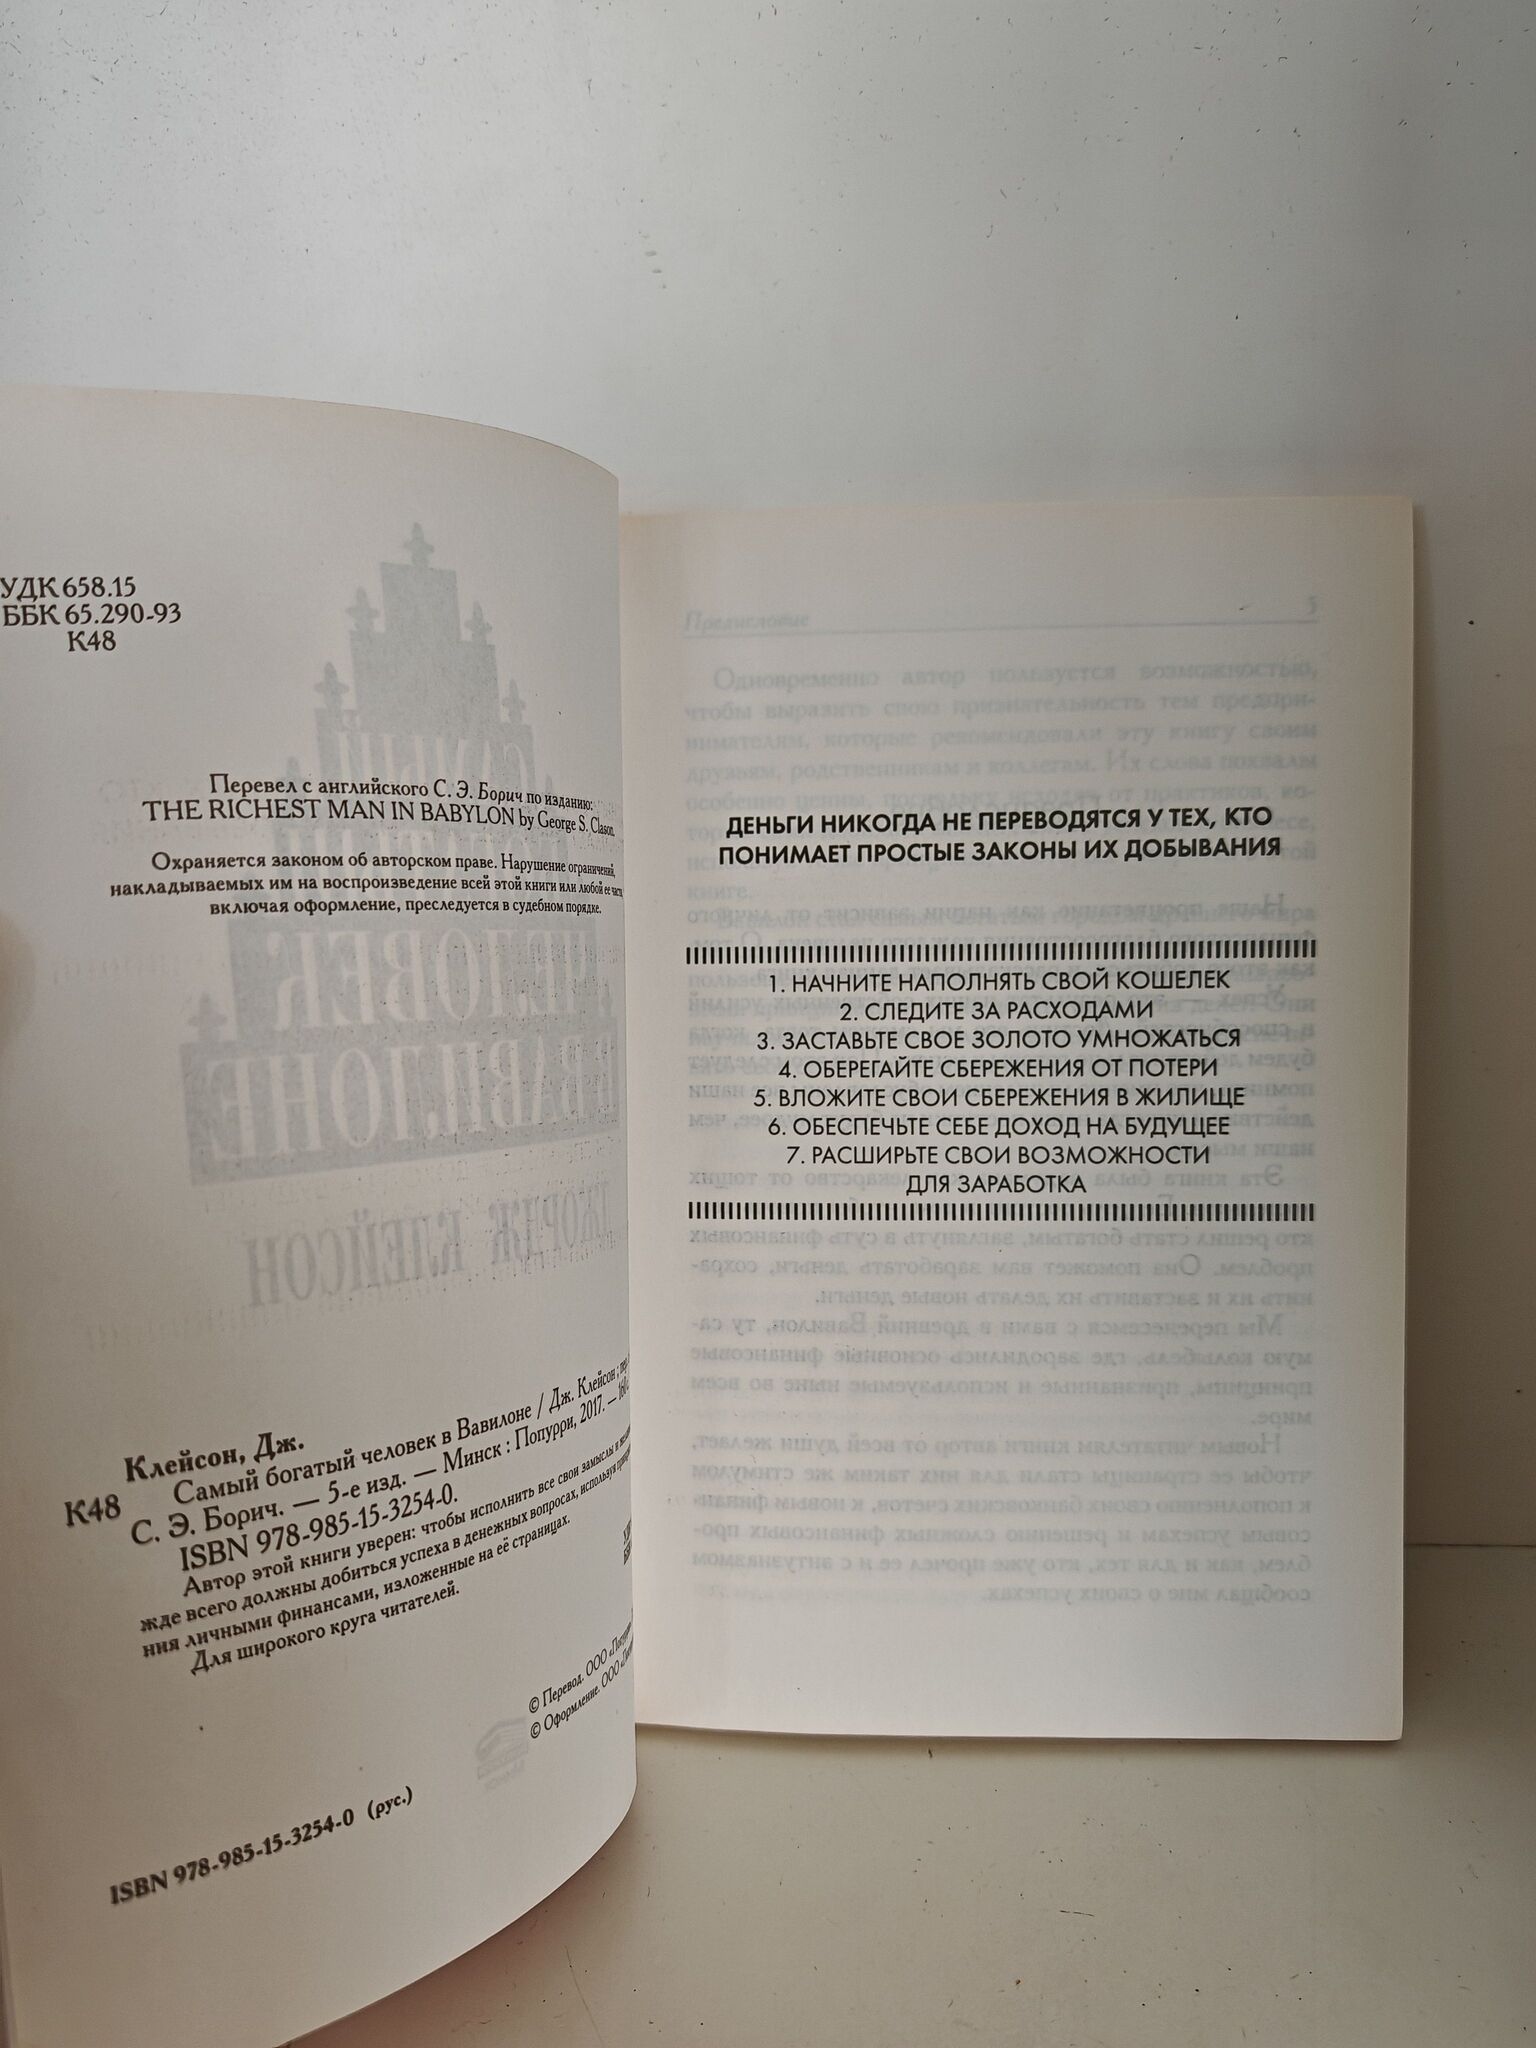 УДК 658.15
ББК 65.290-93
К48
Перевел с английского С. Э. Борич по изданию:
THE RICHEST MAN IN BABYLON by George S. Clason.
Охраняется законом об авторском праве. Нарушение ограничений,
накладываемых им на воспроизведение всей этой книги или любой ее части,
включая оформление, преследуется в судебном порядке.
Клейсон, Дж.
К48 Самый богатый человек в Вавилоне / Дж. Клейсон ; пер.
С. Э. Борич. — 5-е изд. — Минск : Попурри, 2017. — 160 с.
ISBN 978-985-15-3254-0.
Автор этой книги уверен: чтобы исполнить все свои замыслы и
жде всего должны добиться успеха в денежных вопросах, используя
ния личными финансами, изложенные на её страницах.
Для широкого круга читателей.
© Перевод. ООО
© Оформление. ООО
ISBN 978-985-15-3254-0 (рус.)
ДЕНЬГИ НИКОГДА НЕ ПЕРЕВОДЯТСЯ У ТЕХ, КТО
ПОНИМАЕТ ПРОСТЫЕ ЗАКОНЫ ИХ ДОБЫВАНИЯ
1. НАЧНИТЕ НАПОЛНЯТЬ СВОЙ КОШЕЛЕК
2. СЛЕДИТЕ ЗА РАСХОДАМИ
3. ЗАСТАВЬТЕ СВОЕ ЗОЛОТО УМНОЖАТЬСЯ
4. ОБЕРЕГАЙТЕ СБЕРЕЖЕНИЯ ОТ ПОТЕРИ
5. ВЛОЖИТЕ СВОИ СБЕРЕЖЕНИЯ В ЖИЛИЩЕ
6. ОБЕСПЕЧЬТЕ СЕБЕ ДОХОД НА БУДУЩЕЕ
7. РАСШИРЬТЕ СВОИ ВОЗМОЖНОСТИ
ДЛЯ ЗАРАБОТКА